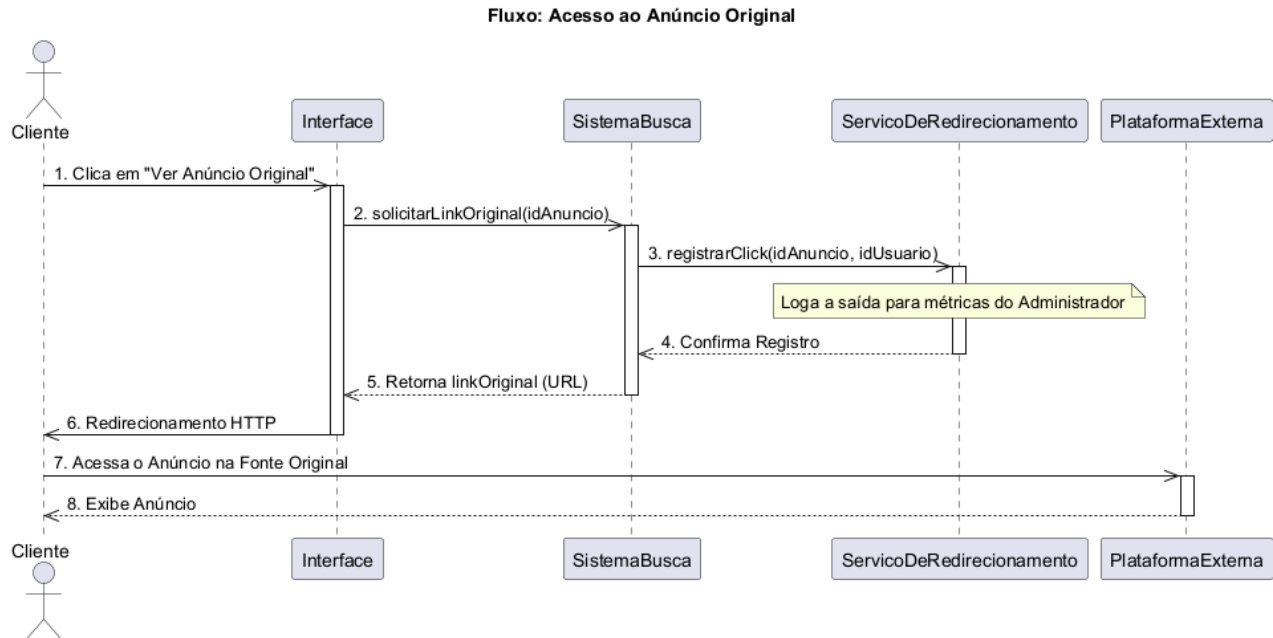 Fluxo: Acesso ao Anúncio Original
Cliente
Interface
SistemaBusca
ServicoDeRedirecionamento
PlataformaExterna
1. Clica em "Ver Anúncio Original"
2. solicitarLinkOriginal(idAnuncio)
3. registrarClick(idAnuncio, idUsuario)
Loga a saída para métricas do Administrador
4. Confirma Registro
5. Retorna linkOriginal (URL)
6. Redirecionamento HTTP
7. Acessa o Anúncio na Fonte Original
8. Exibe Anúncio
Cliente
Interface
SistemaBusca
ServicoDeRedirecionamento
PlataformaExterna